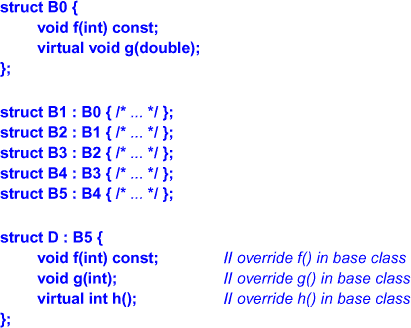 struct B0 {
void f(int) const;
virtual void g(double);
};
struct B1 : B0 { /* ... */ };
struct B2 : B1 { /* ... */ };
struct B3 : B2 { /* ... */ };
struct B4 : B3 { /* ... */ };
struct B5 : B4 { /* ... */ };
struct D : B5 {
void f(int) const; // override f() in base class
void g(int); // override g() in base class
virtual int h(); // override h() in base class
};